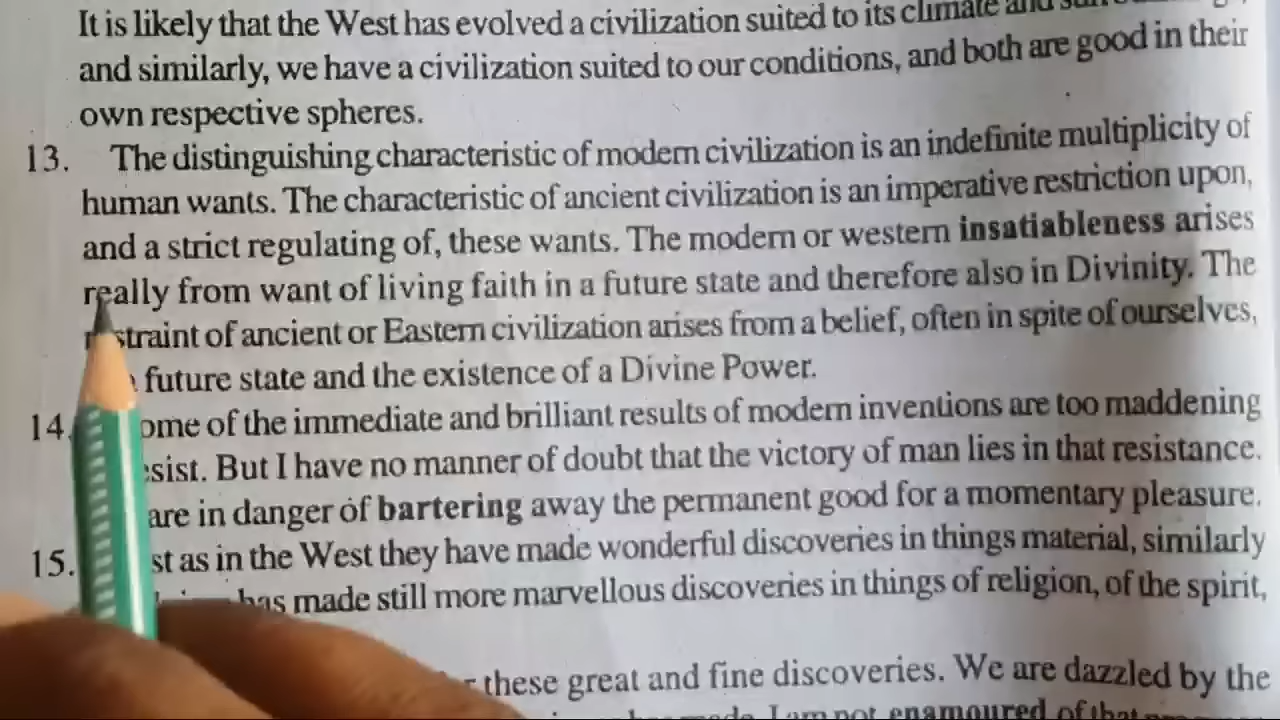 It is likely that the West has evolved a civilization suited to its climate and
and similarly, we have a civilization suited to our conditions, and both are good in their
own respective spheres.
13. The distinguishing characteristic of modern civilization is an indefinite multiplicity of
human wants. The characteristic of ancient civilization is an imperative restriction upon,
and a strict regulating of, these wants. The modern or western insatiableness arises
really from want of living faith in a future state and therefore also in Divinity. The
restraint of ancient or Eastern civilization arises from a belief, often in spite of ourselves,
future state and the existence of a Divine Power.
14. ome of the immediate and brilliant results of modern inventions are too maddening
esist. But I have no manner of doubt that the victory of man lies in that resistance.
are in danger of bartering away the permanent good for a momentary pleasure.
15. st as in the West they have made wonderful discoveries in things material, similarly
has made still more marvellous discoveries in things of religion, of the spirit,
these great and fine discoveries. We are dazzled by the
I am not enamoured of that